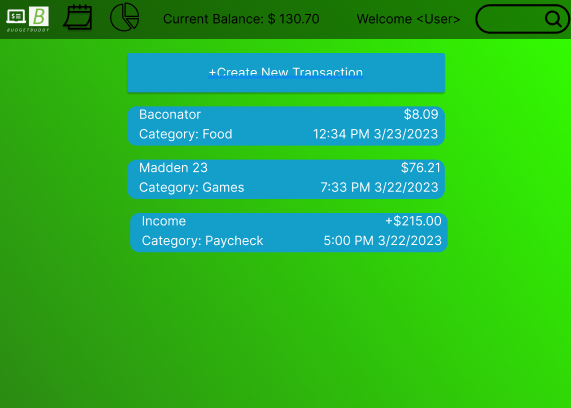 B
BUDGETBUDDY
Current Balance: $ 130.70
Welcome <User>
+Create New Transaction
Baconator $8.09
Category: Food 12:34 PM 3/23/2023
Madden 23 $76.21
Category: Games 7:33 PM 3/22/2023
Income +$215.00
Category: Paycheck 5:00 PM 3/22/2023